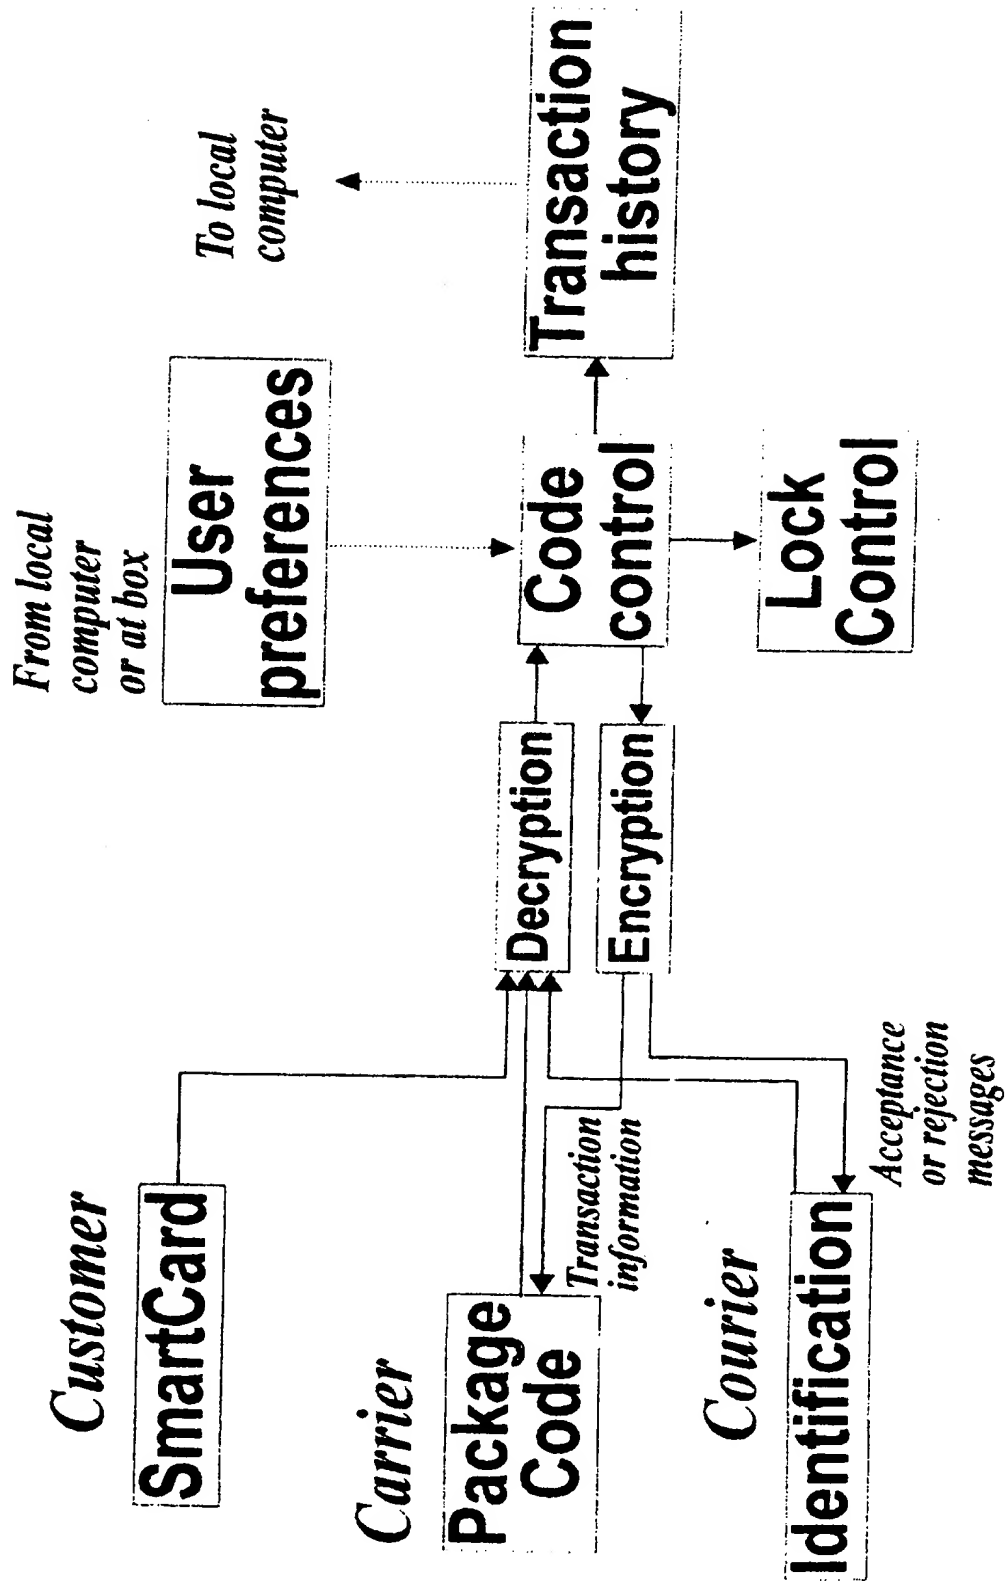 Customer
SmartCard
Carrier
Package
Code
Transaction
information
Courier
Identification
Acceptance
or rejection
messages
Decryption
Encryption
From local
computer
or at box
User
preferences
Code
control
Lock
Control
To local
computer
Transaction
history